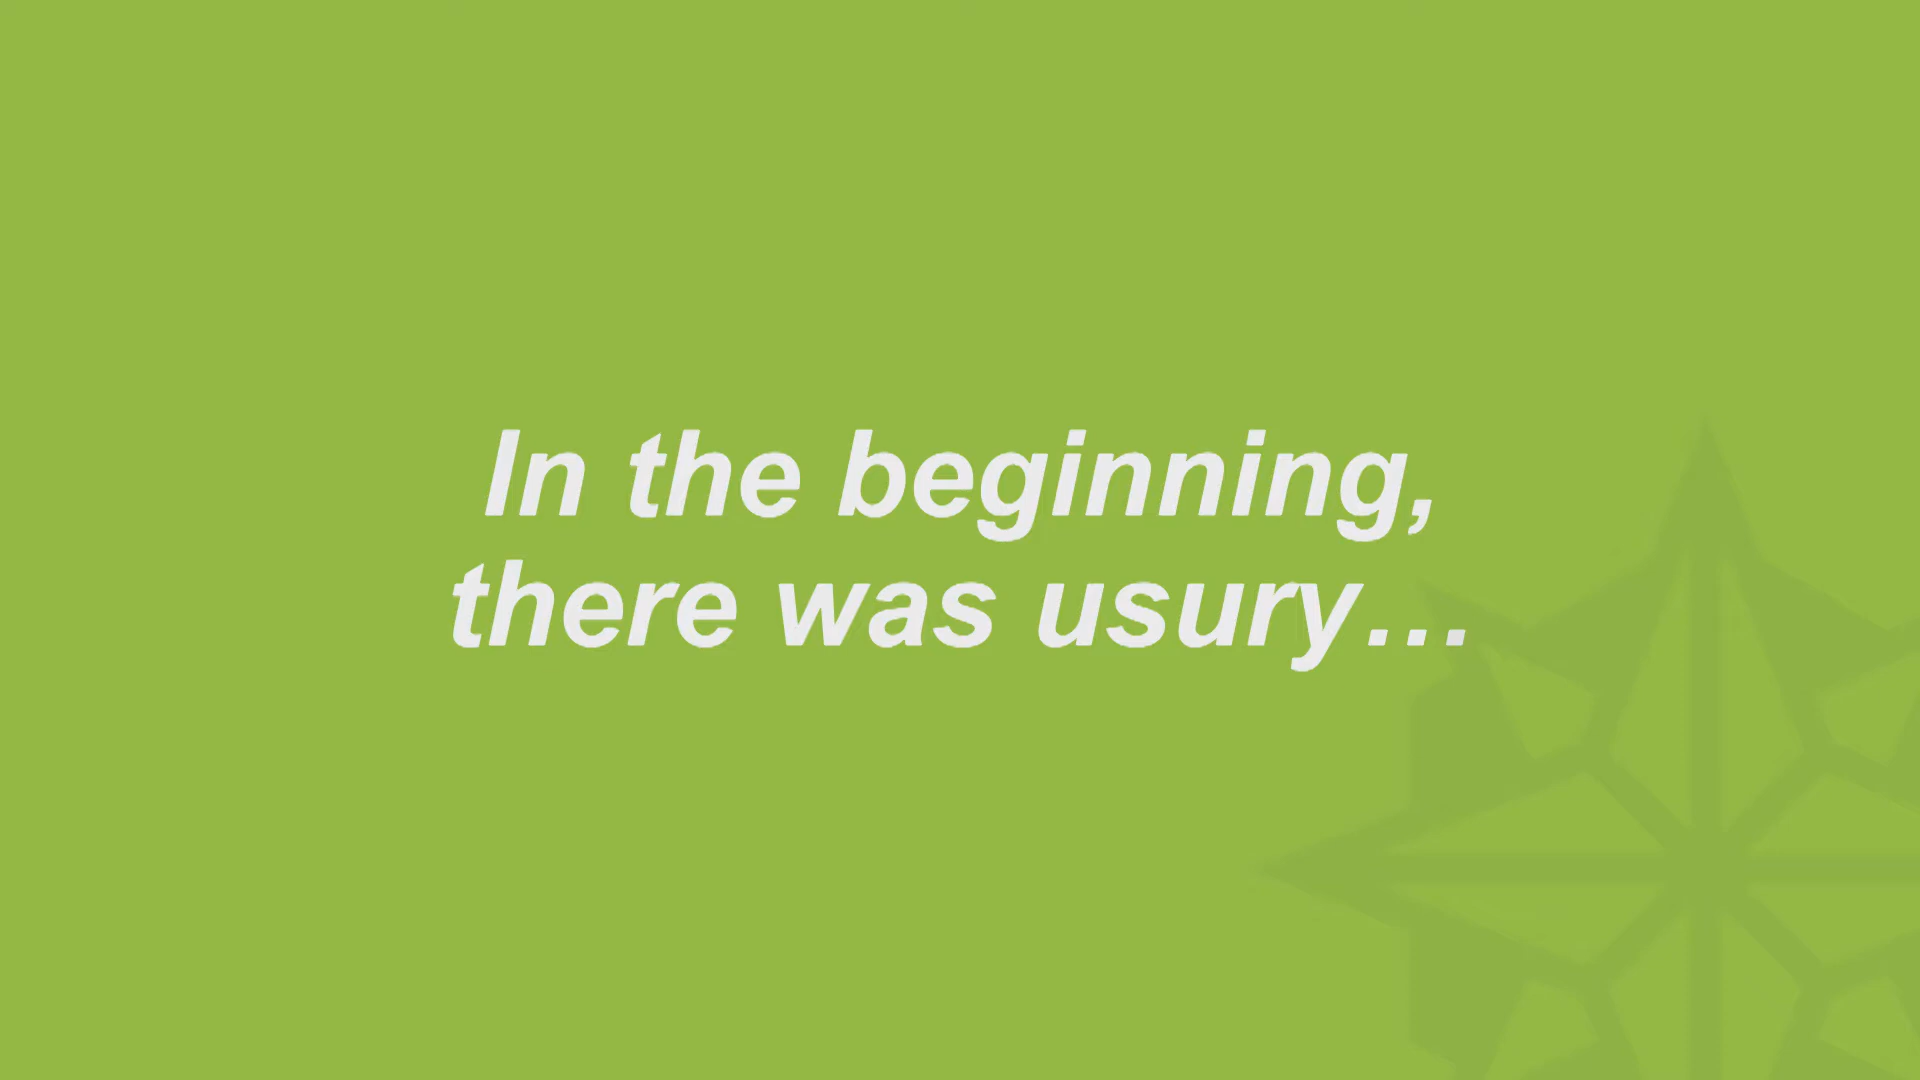 In the beginning,
there was usury…